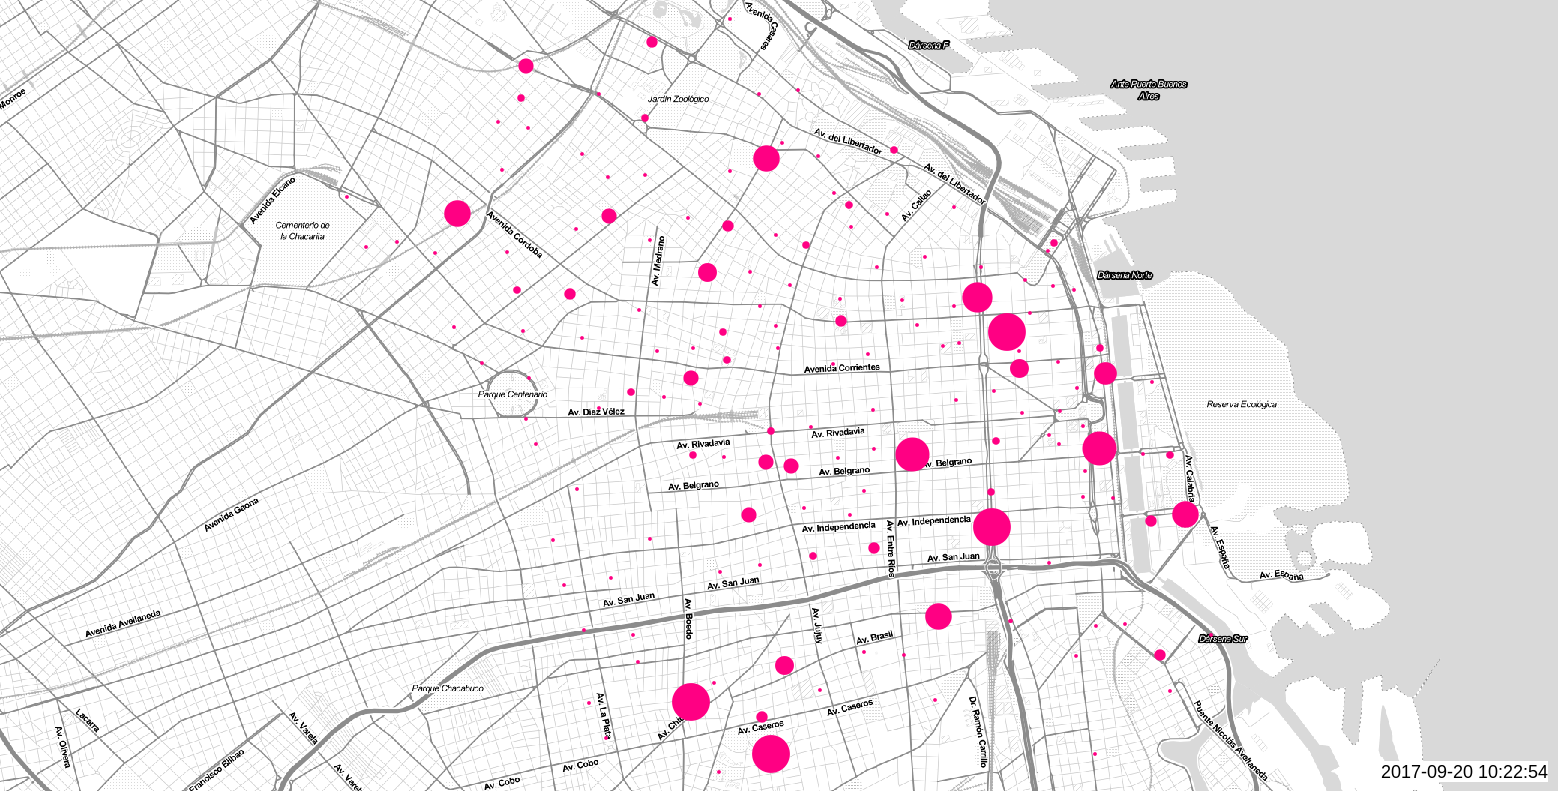 Avenida Casares
Dársena F
Monroe
Jardín Zoológico
Ante Puerto Buenos
Aires
Av. del Libertador
Av. del Libertador
Avenida Elcano
Av. Callao
Cementerio de
la Chacarita
Avenida Cordoba
Av. Medrano
Dársena Norte
Avenida Corrientes
Parque Centenario
Av. Díaz Vélez
Reserva Ecológica
Av. Rivadavia
Av. Rivadavia
Av. Belgrano
Av. Belgrano
Av. Belgrano
Av. Calabria
Avenida Gaona
Av. Independencia
Av. Independencia
Av. Entre Ríos
Av. España
Av. San Juan
Av. España
Av. San Juan
Av. San Juan
Avenida Avellaneda
Av. Boedo
Av. Jujuy
Av. Brasil
Dársena Sur
Parque Chacabuco
Av. La Plata
Av. Caseros
Av. Caseros
Dr. Ramón Carrillo
Puente Nicolás Avellaneda
Lacarra
Av. Varela
Av. Olivera
Francisco Bilbao
Av. Cobo
Av. Cobo
2017-09-20 10:22:54